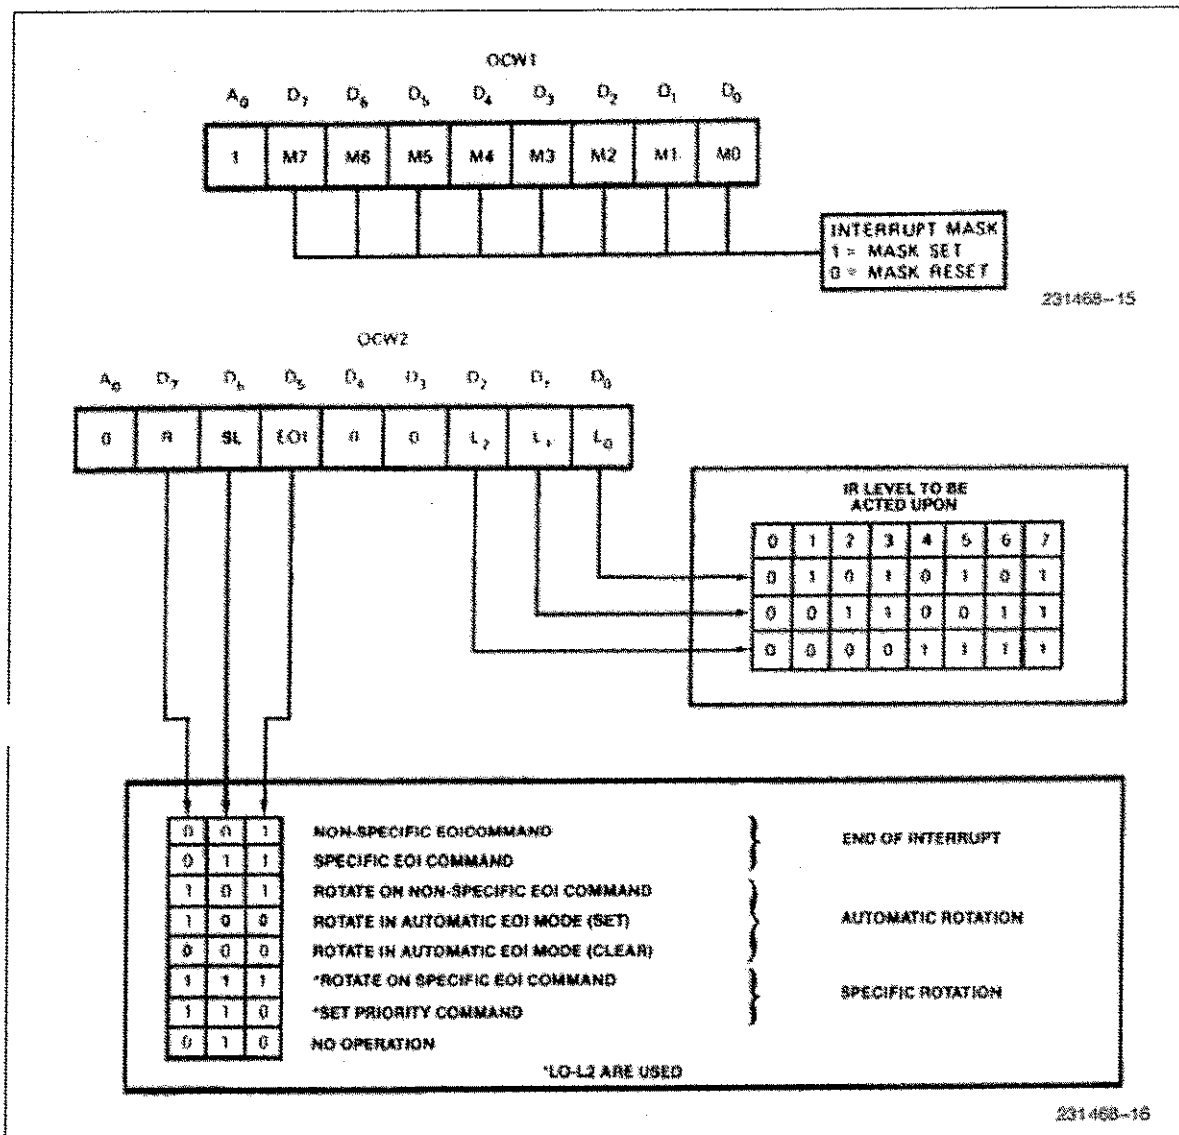 OCW1
A0 D7 D6 D5 D4 D3 D2 D1 D0
1 M7 M6 M5 M4 M3 M2 M1 M0
INTERRUPT MASK
1 = MASK SET
0 = MASK RESET
231468-15
OCW2
A0 D7 D6 D5 D4 D3 D2 D1 D0
0 R SL EOI 0 0 L2 L1 L0
IR LEVEL TO BE
ACTED UPON
0 1 2 3 4 5 6 7
0 1 0 1 0 1 0 1
0 0 1 1 0 0 1 1
0 0 0 0 1 1 1 1
0 0 1 NON-SPECIFIC EOICOMMAND
0 1 1 SPECIFIC EOI COMMAND
END OF INTERRUPT
1 0 1 ROTATE ON NON-SPECIFIC EOI COMMAND
1 0 0 ROTATE IN AUTOMATIC EOI MODE (SET)
0 0 0 ROTATE IN AUTOMATIC EOI MODE (CLEAR)
AUTOMATIC ROTATION
1 1 1 *ROTATE ON SPECIFIC EOI COMMAND
1 1 0 *SET PRIORITY COMMAND
SPECIFIC ROTATION
0 1 0 NO OPERATION
*LO-L2 ARE USED
231468-16